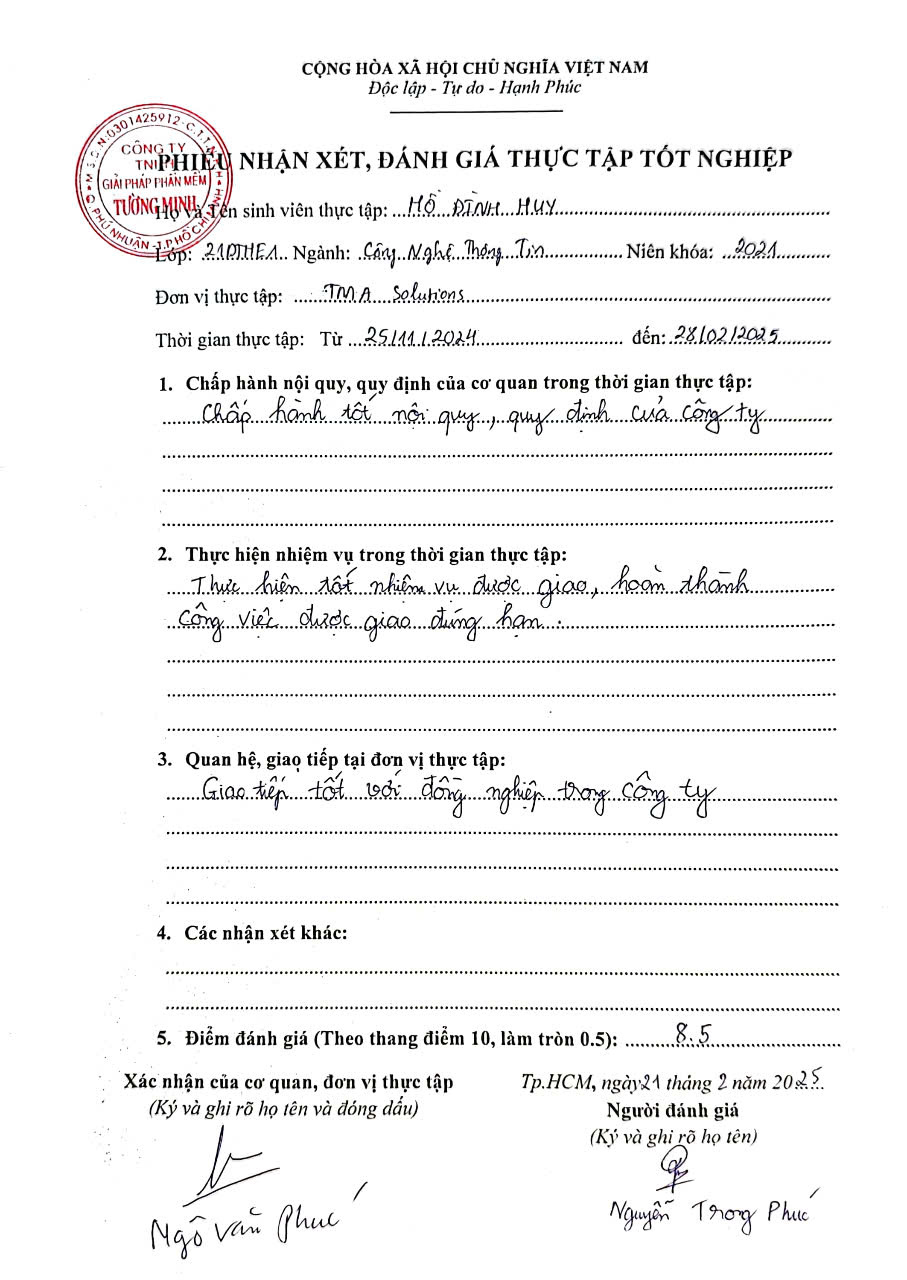 CỘNG HÒA XÃ HỘI CHỦ NGHĨA VIỆT NAM
Độc lập - Tự do - Hạnh Phúc
M.S.D.N:0301425912-C.T.T.N.H.H
CÔNG TY
TNHH
GIẢI PHÁP PHẦN MỀM
TƯỜNG MINH
Q.PHÚ NHUẬN-T.P HỒ CHÍ MINH
PHIẾU NHẬN XÉT, ĐÁNH GIÁ THỰC TẬP TỐT NGHIỆP
Họ và Tên sinh viên thực tập: HỒ ĐÌNH HUY
Lớp: 21DTHE1 Ngành: Công Nghệ Thông Tin Niên khóa: 2021
Đơn vị thực tập: TMA Solutions
Thời gian thực tập: Từ 25/11/2024 đến: 28/02/2025
1. Chấp hành nội quy, quy định của cơ quan trong thời gian thực tập:
Chấp hành tốt nội quy, quy định của công ty
2. Thực hiện nhiệm vụ trong thời gian thực tập:
Thực hiện tốt nhiệm vụ được giao, hoàn thành
công việc được giao đúng hạn.
3. Quan hệ, giao tiếp tại đơn vị thực tập:
Giao tiếp tốt với đồng nghiệp trong công ty
4. Các nhận xét khác:
5. Điểm đánh giá (Theo thang điểm 10, làm tròn 0.5): 8.5
Xác nhận của cơ quan, đơn vị thực tập
(Ký và ghi rõ họ tên và đóng dấu)
Ngô Văn Phúc
Tp.HCM, ngày 21 tháng 2 năm 2025
Người đánh giá
(Ký và ghi rõ họ tên)
Nguyễn Trong Phúc